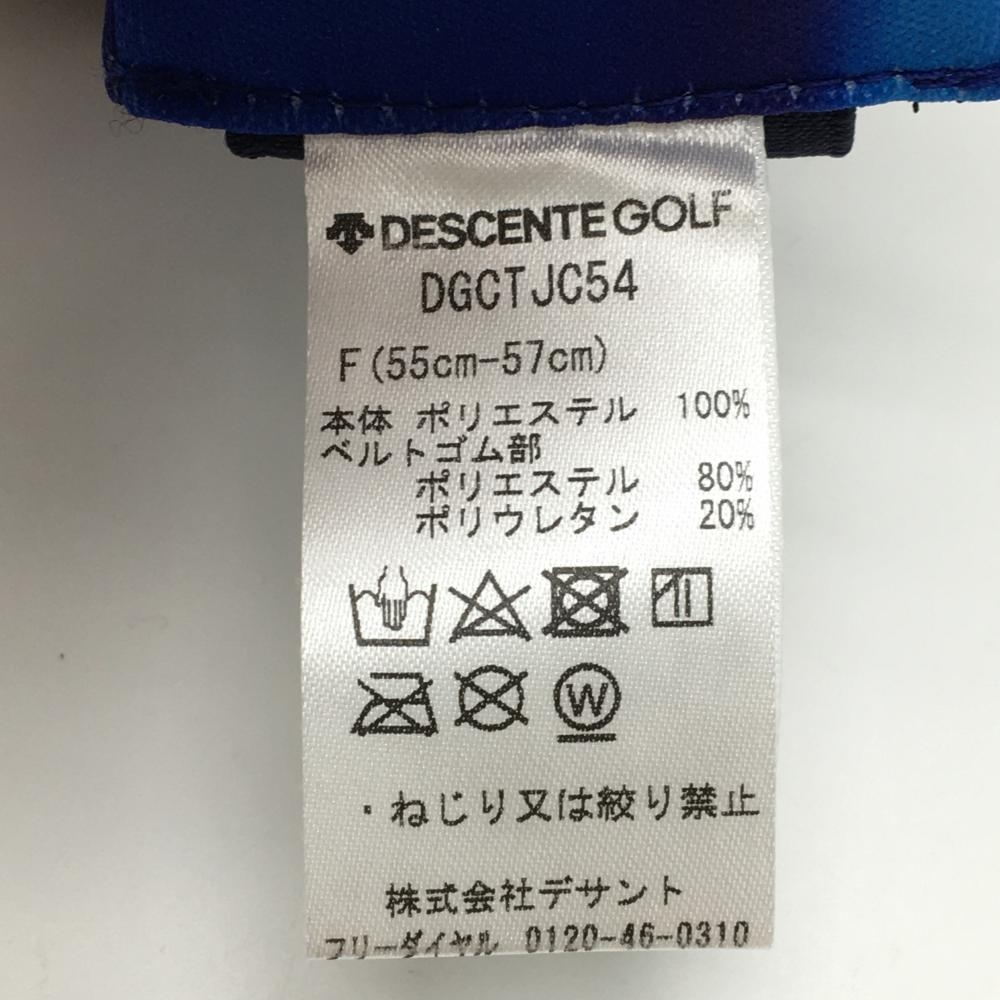 DESCENTE GOLF
DGCTJC54
F(55cm-57cm)
本体 ポリエステル 100%
ベルトゴム部
ポリエステル 80%
ポリウレタン 20%
W
・ねじり又は絞り禁止
株式会社デサント
フリーダイヤル 0120-46-0310